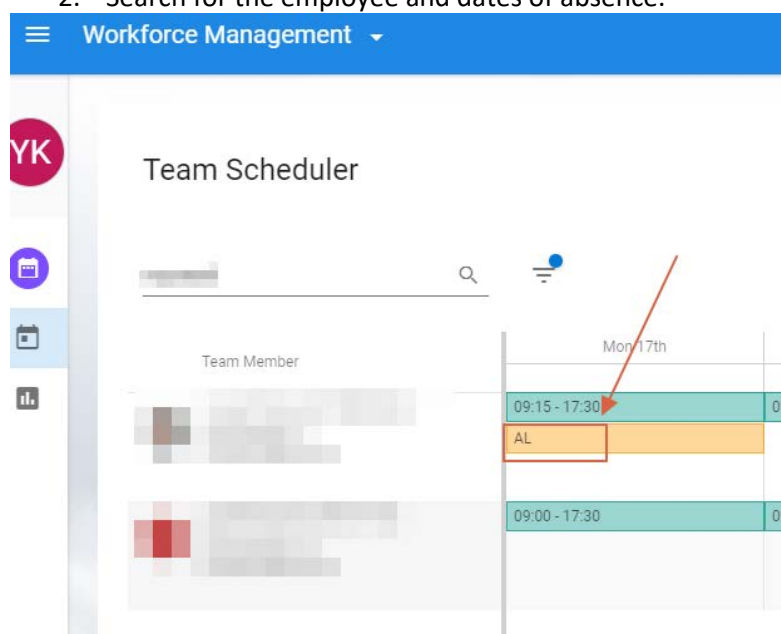 2. Search for the employee and dates of absence.
Workforce Management
YK
Team Scheduler
Team Member
Mon 17th
09:15 - 17:30
AL
09:00 - 17:30